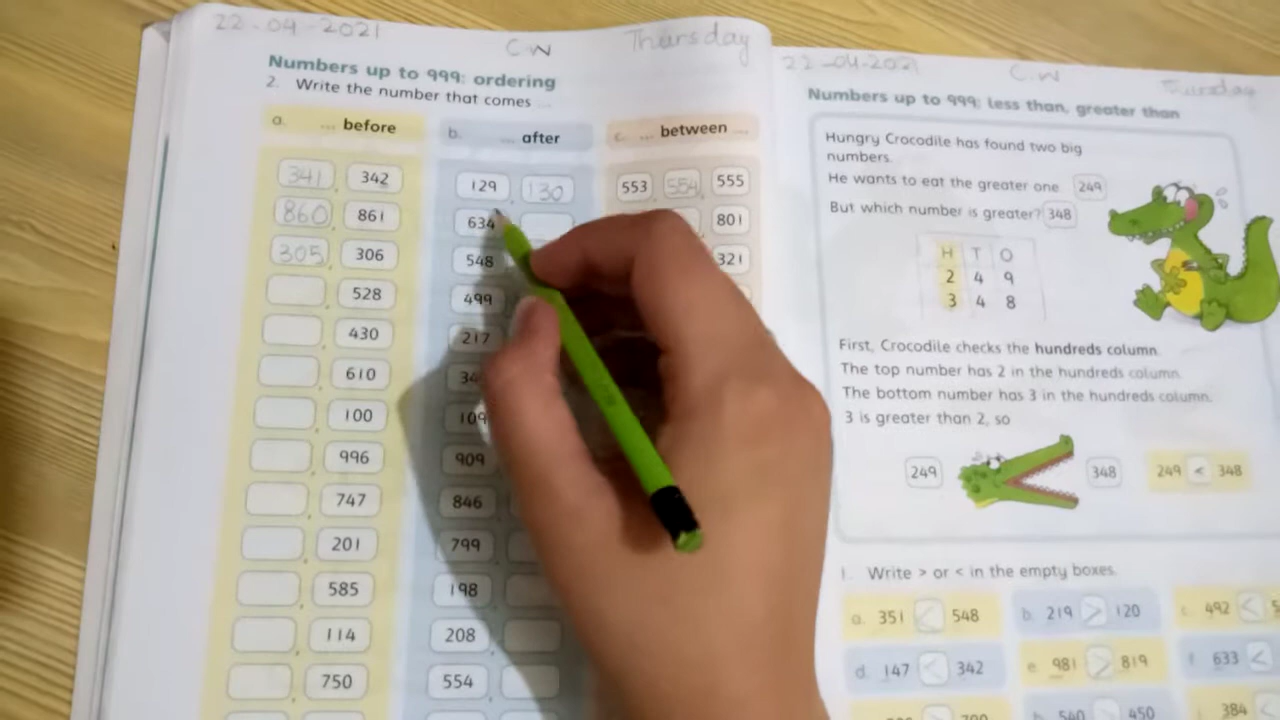 22-04-2021 C.W Thursday
Numbers up to 999: ordering
2. Write the number that comes ...
a. ... before
341, 342
860, 861
305, 306
528
430
610
100
996
747
201
585
114
750
b. ... after
129, 130
634
548
499
217
109
909
846
799
198
208
554
c. ... between ...
553, 554, 555
801
321
22-04-2021 C.W Thursday
Numbers up to 999: less than, greater than
Hungry Crocodile has found two big
numbers.
He wants to eat the greater one. 249
But which number is greater? 348
H T O
2 4 9
3 4 8
First, Crocodile checks the hundreds column.
The top number has 2 in the hundreds column.
The bottom number has 3 in the hundreds column.
3 is greater than 2, so
249 348 249 < 348
1. Write > or < in the empty boxes.
a. 351 < 548 b. 219 > 120 c. 492 <
d. 147 < 342 e. 981 > 819 f. 633 <
540 450 384 <